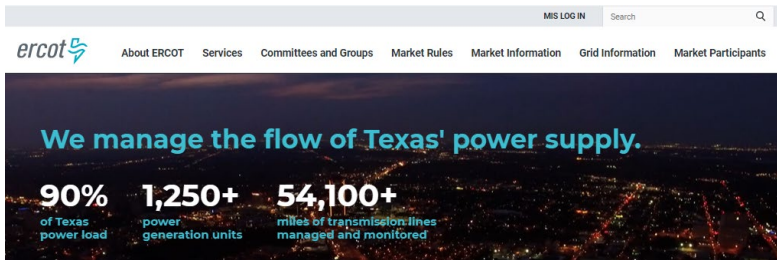 MIS LOG IN
Search
ercot
About ERCOT Services Committees and Groups Market Rules Market Information Grid Information Market Participants
We manage the flow of Texas' power supply.
90% 1,250+ 54,100+
of Texas power miles of transmission lines
power load generation units managed and monitored